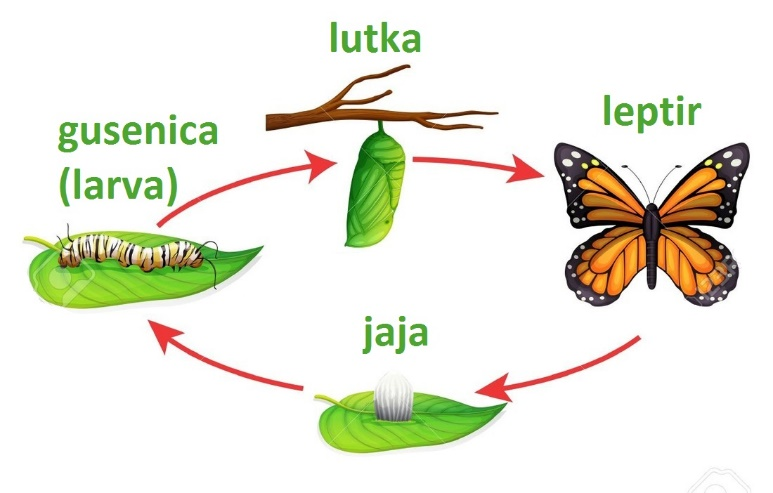 lutka
leptir
gusenica
(larva)
jaja